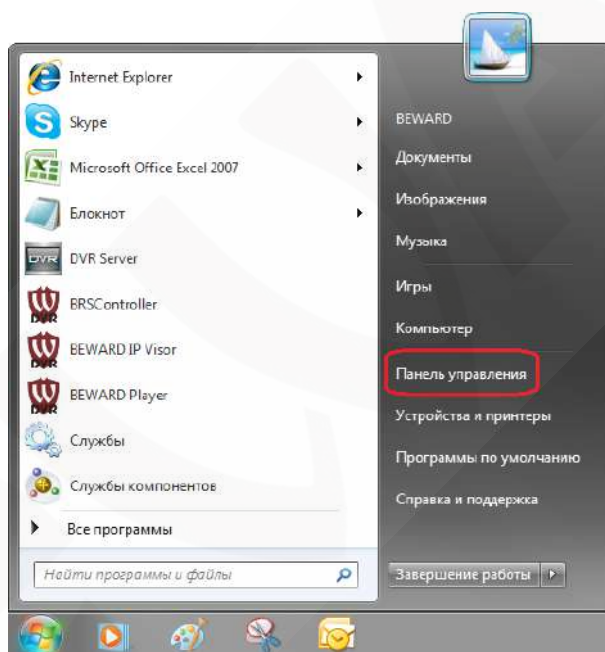 Internet Explorer
Skype
Microsoft Office Excel 2007
Блокнот
DVR Server
BRSController
BEWARD IP Visor
BEWARD Player
Службы
Службы компонентов
Все программы
Найти программы и файлы
BEWARD
Документы
Изображения
Музыка
Игры
Компьютер
Панель управления
Устройства и принтеры
Программы по умолчанию
Справка и поддержка
Завершение работы